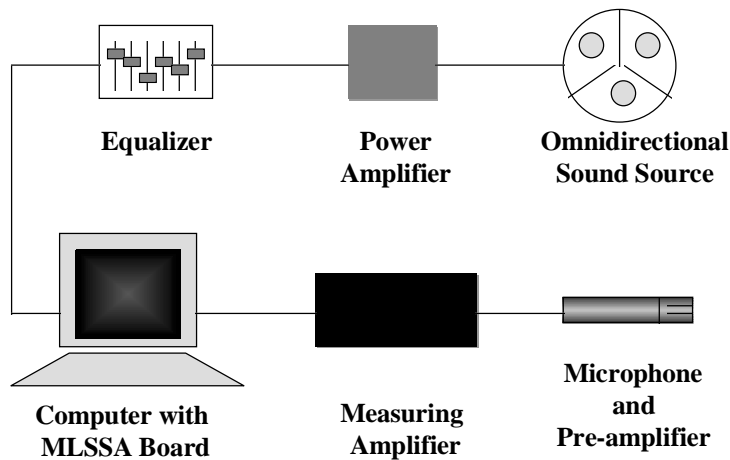 Equalizer
Power
Amplifier
Omnidirectional
Sound Source
Computer with
MLSSA Board
Measuring
Amplifier
Microphone
and
Pre-amplifier